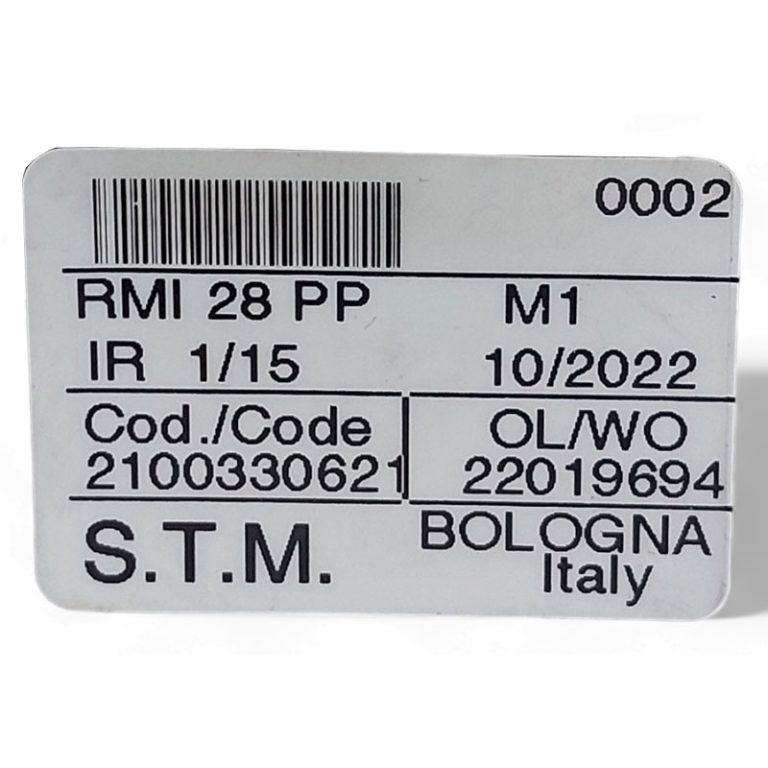 0002
RMI 28 PP M1
IR 1/15 10/2022
Cod./Code OL/WO
2100330621 22019694
S.T.M. BOLOGNA
Italy